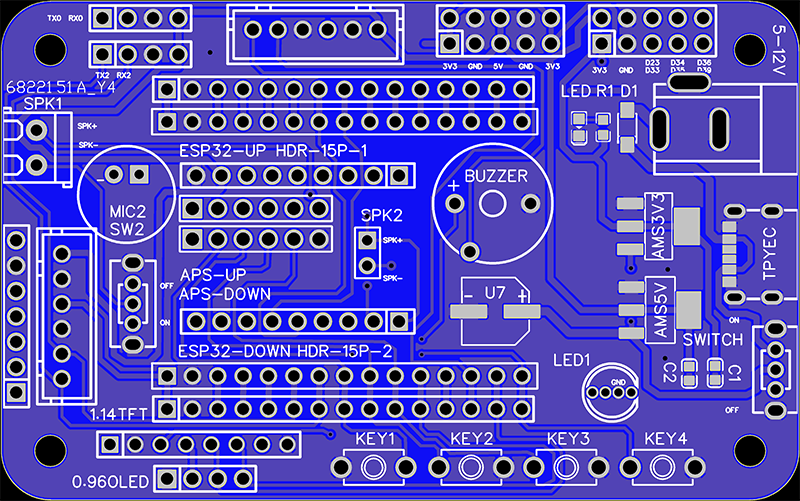 TX0 RX0
TX2 RX2
3V3 GND 5V GND 3V3
3V3 GND D23 D34 D36
D33 D35 D39
5-12V
6822151A_Y4
SPK1
SPK+
SPK-
LED R1 D1
ESP32-UP HDR-15P-1
BUZZER
+
MIC2
SW2
SPK2
SPK+
SPK-
AMS3V3
TPYEC
APS-UP
APS-DOWN
OFF
ON
- U7 +
AMS5V
ON
SWITCH
OFF
ESP32-DOWN HDR-15P-2
LED1
GND
C2 C1
1.14TFT
KEY1 KEY2 KEY3 KEY4
0.96OLED